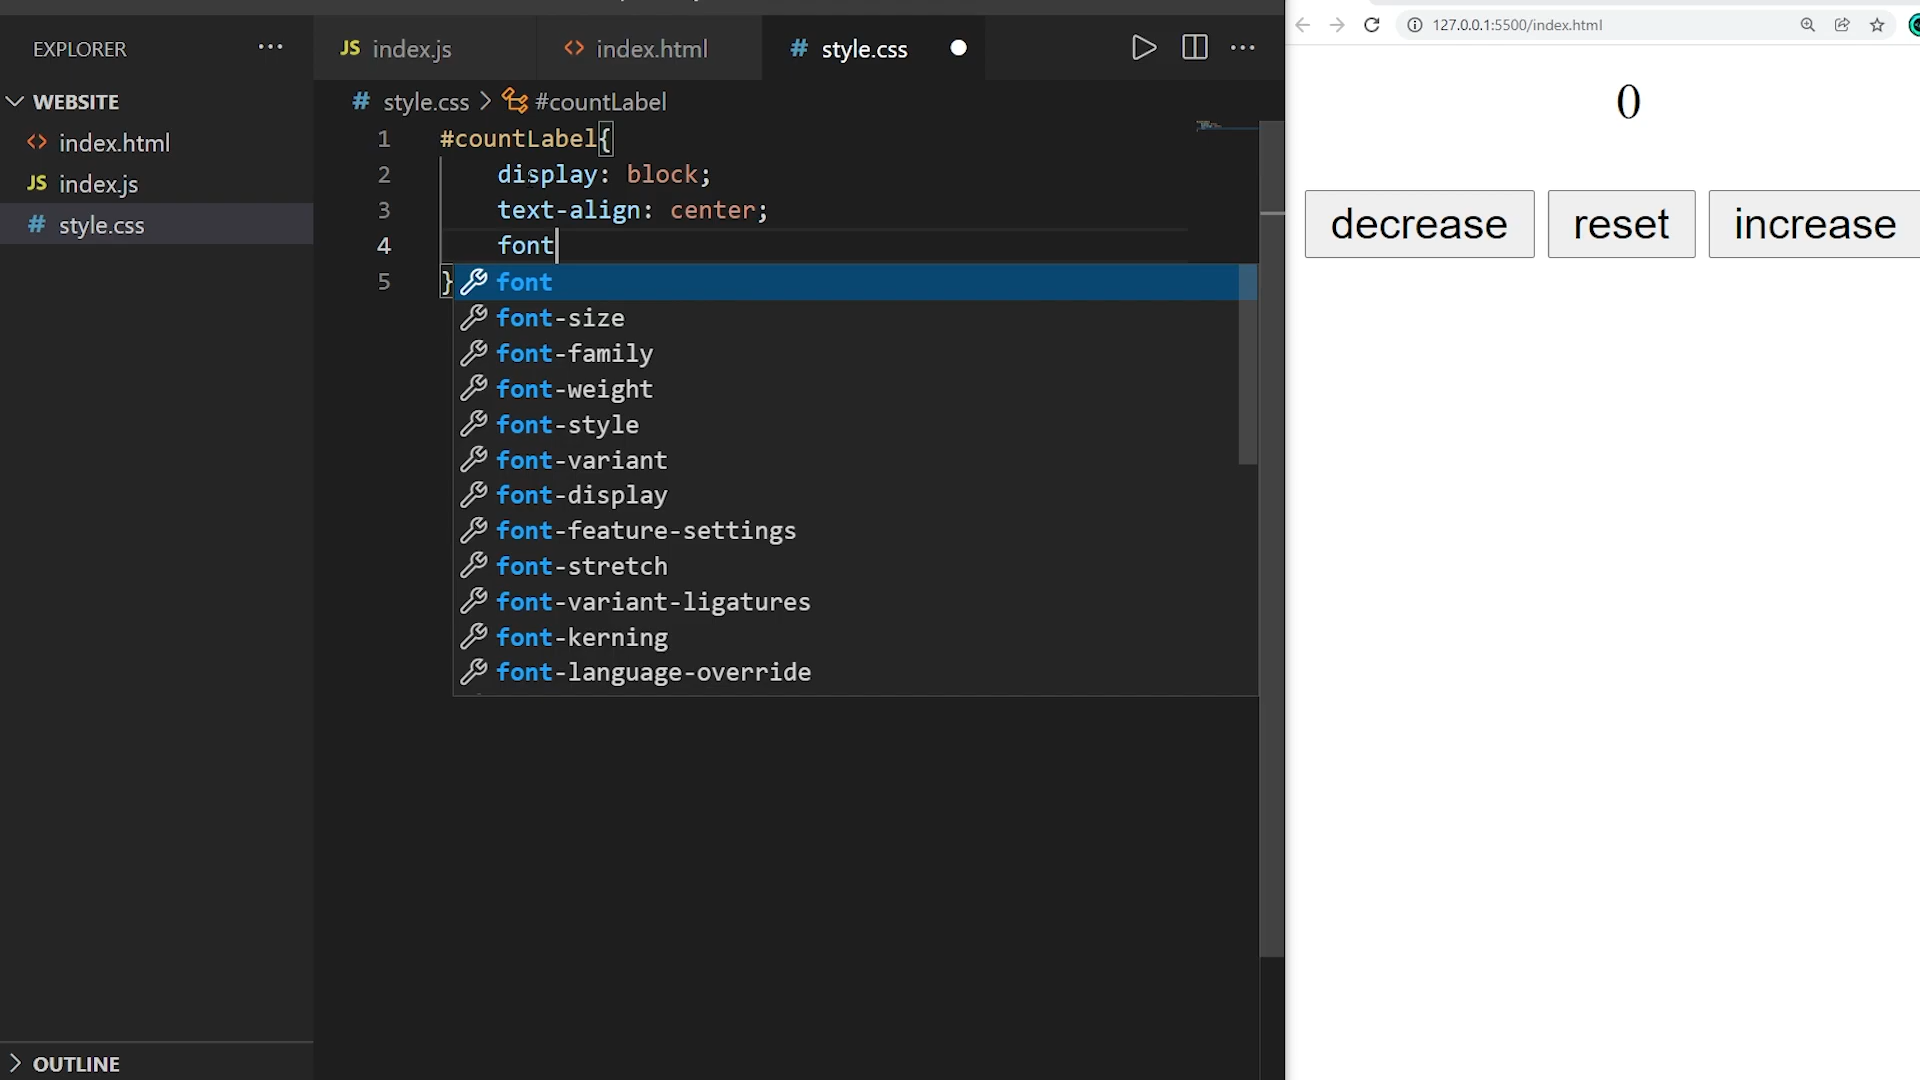 EXPLORER
WEBSITE
index.html
JS index.js
# style.css
OUTLINE
JS index.js
index.html
# style.css
# style.css > #countLabel
1 #countLabel{
2 display: block;
3 text-align: center;
4 font
5 }
font
font-size
font-family
font-weight
font-style
font-variant
font-display
font-feature-settings
font-stretch
font-variant-ligatures
font-kerning
font-language-override
127.0.0.1:5500/index.html
0
decrease reset increase